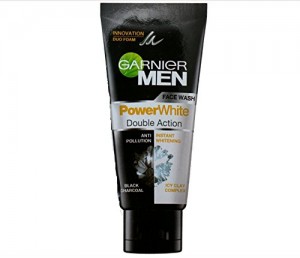 INNOVATION
DUO FOAM
GARNIER
MEN
FACE WASH
PowerWhite
Double Action
ANTI
POLLUTION
INSTANT
WHITENING
BLACK
CHARCOAL
ICY CLAY
COMPLEX